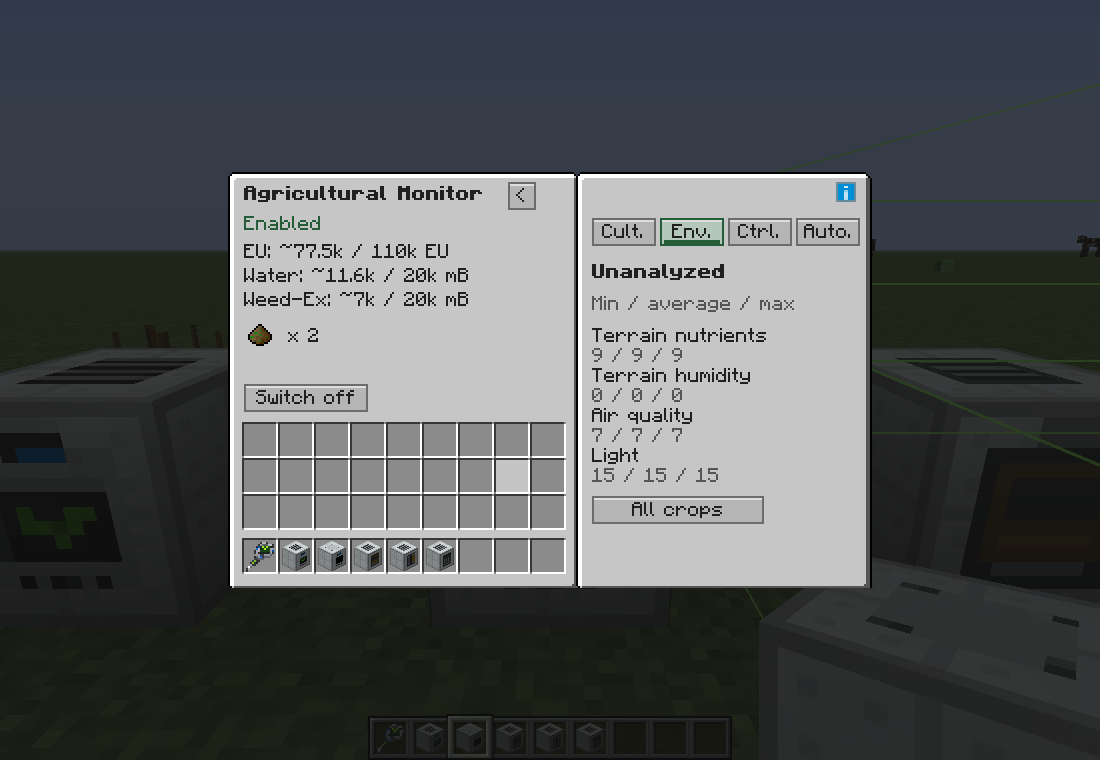 Agricultural Monitor
<
Enabled
EU: ~77.5k / 110k EU
Water: ~11.6k / 20k mB
Weed-Ex: ~7k / 20k mB
x 2
Switch off
i
Cult. Env. Ctrl. Auto.
Unanalyzed
Min / average / max
Terrain nutrients
9 / 9 / 9
Terrain humidity
0 / 0 / 0
Air quality
7 / 7 / 7
Light
15 / 15 / 15
All crops